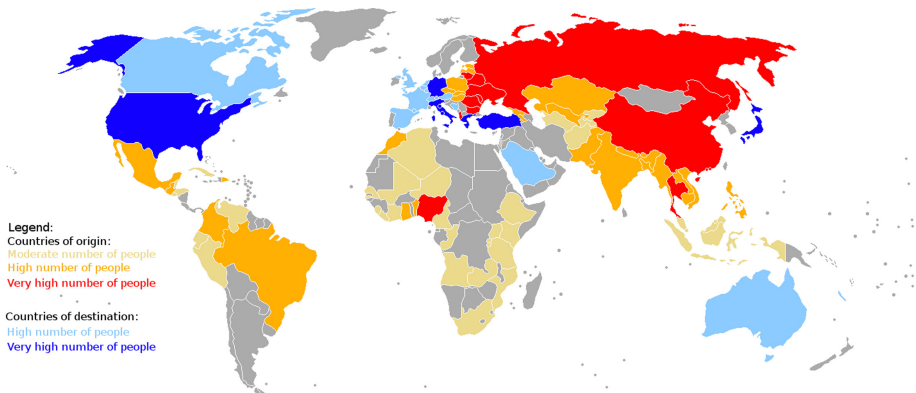 Legend:
Countries of origin:
Moderate number of people
High number of people
Very high number of people
Countries of destination:
High number of people
Very high number of people